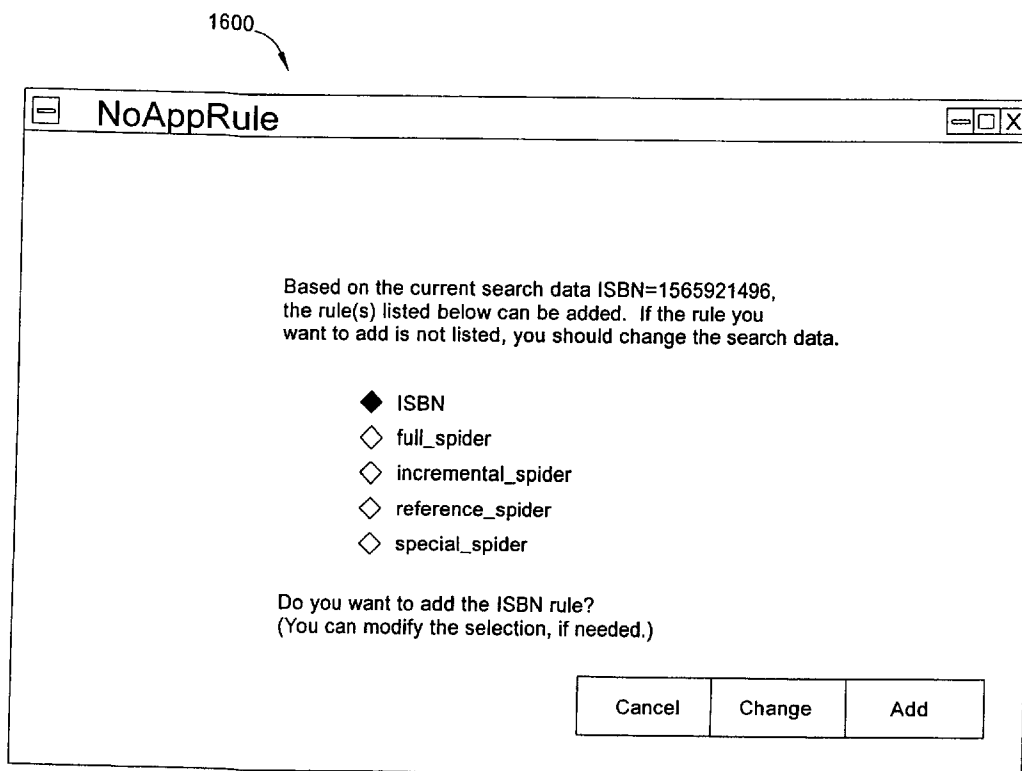 1600
NoAppRule
Based on the current search data ISBN=1565921496,
the rule(s) listed below can be added. If the rule you
want to add is not listed, you should change the search data.
ISBN
full_spider
incremental_spider
reference_spider
special_spider
Do you want to add the ISBN rule?
(You can modify the selection, if needed.)
Cancel Change Add